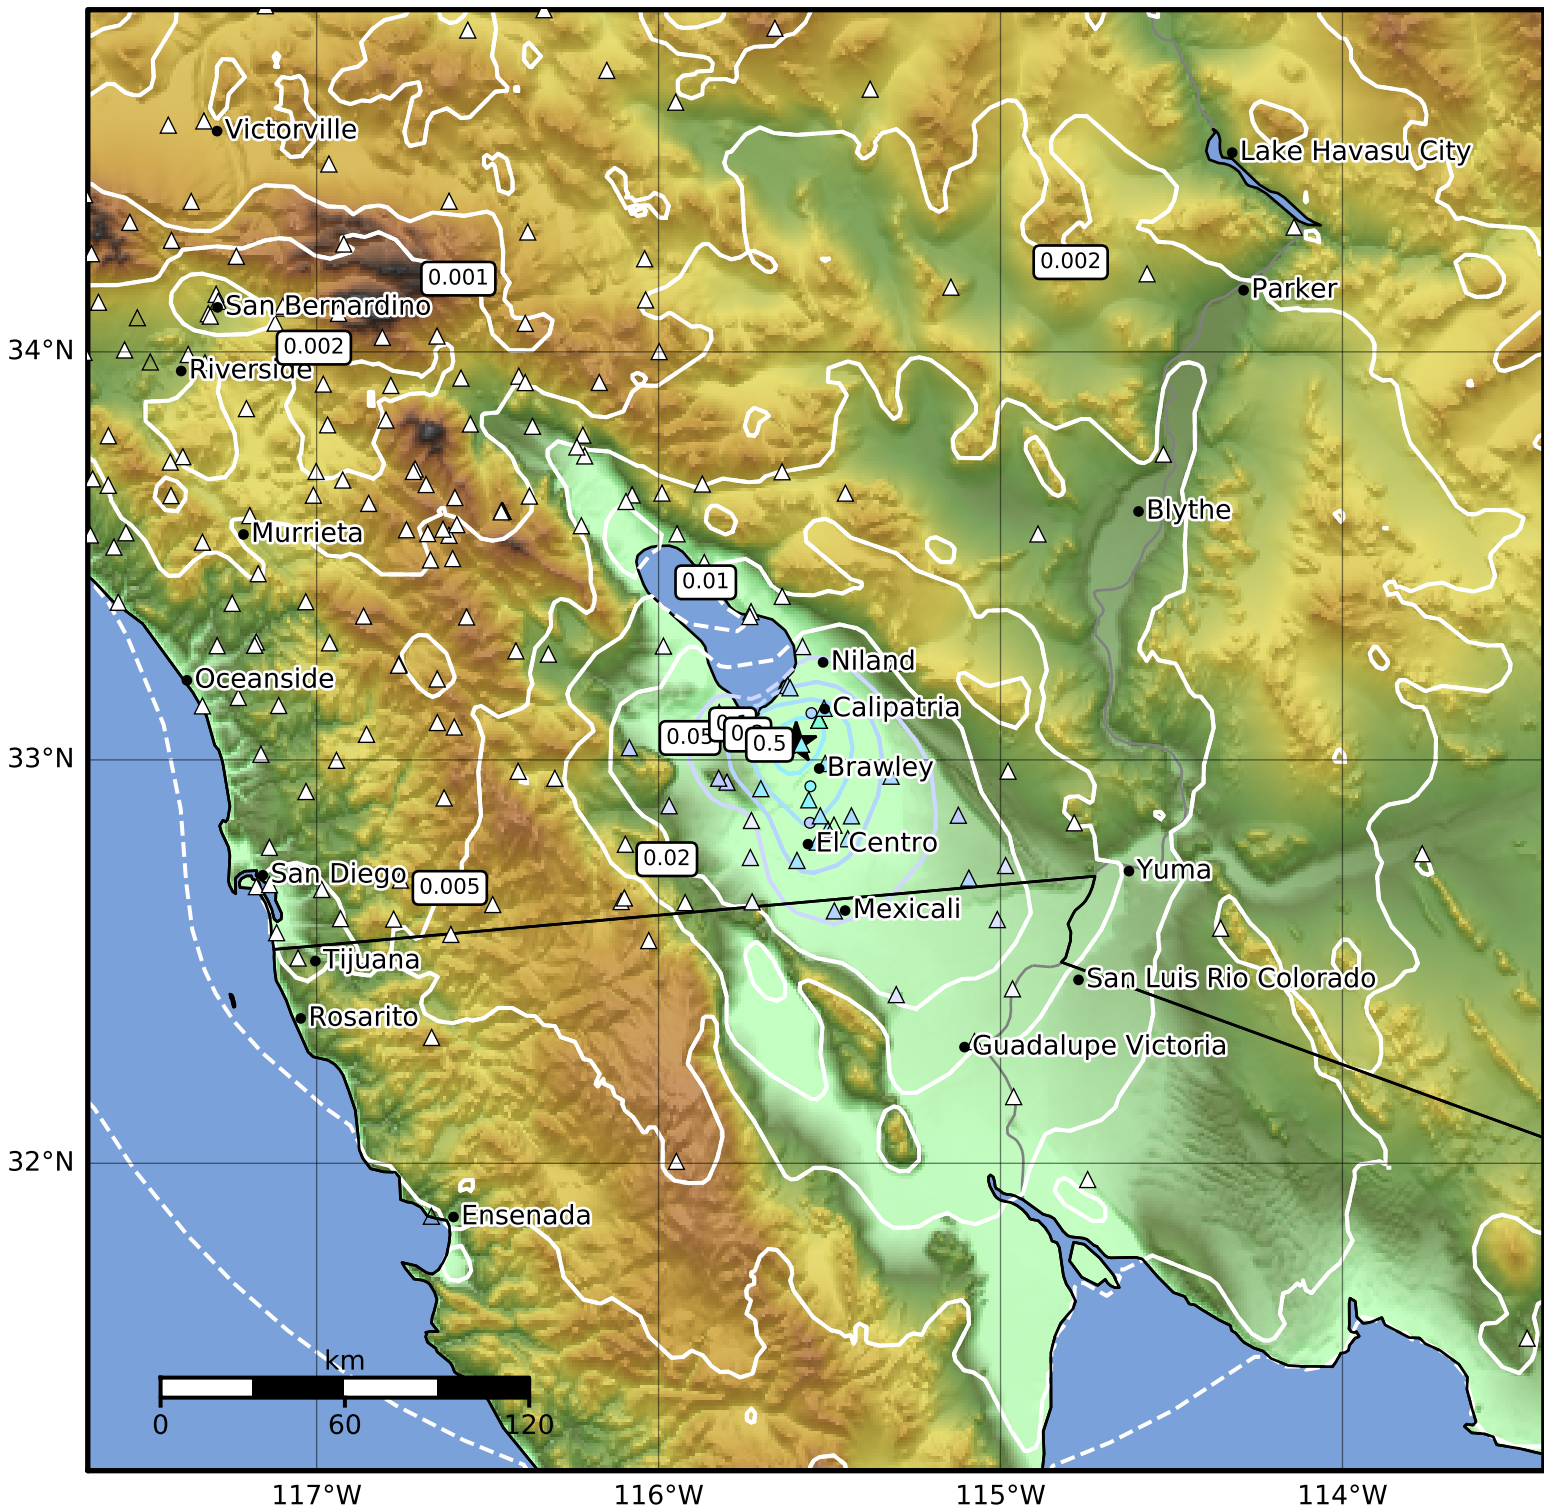 Victorville
Lake Havasu City
0.002
0.001
Parker
San Bernardino
0.002
34°N
Riverside
Blythe
Murrieta
0.01
Niland
Oceanside
Calipatria
0.05
0.5
33°N
Brawley
El Centro
0.02
Yuma
San Diego
0.005
Mexicali
Tijuana
San Luis Rio Colorado
Rosarito
Guadalupe Victoria
32°N
Ensenada
km
0 60 120
117°W 116°W 115°W 114°W